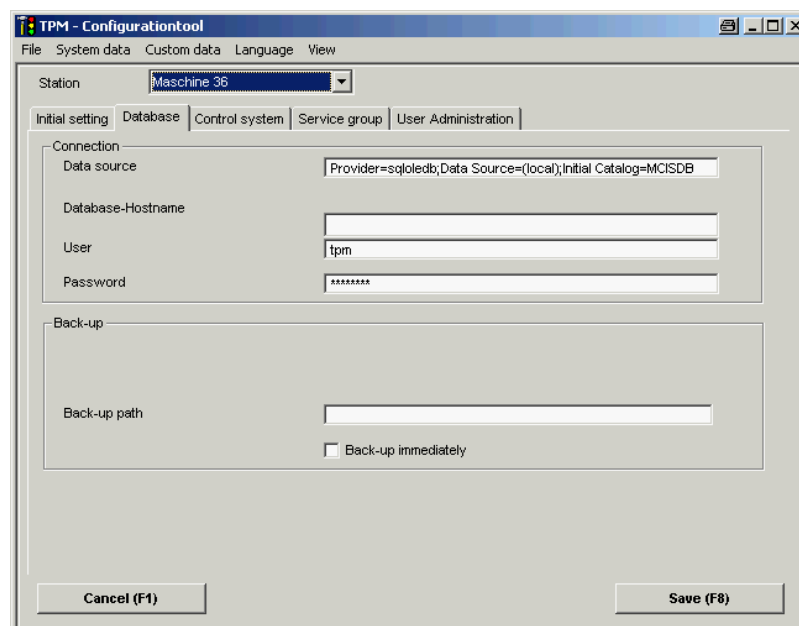 TPM - Configurationtool
File System data Custom data Language View
Station Maschine 36
Initial setting Database Control system Service group User Administration
Connection
Data source Provider=sqloledb;Data Source=(local);Initial Catalog=MCISDB
Database-Hostname
User tpm
Password ********
Back-up
Back-up path
Back-up immediately
Cancel (F1) Save (F8)